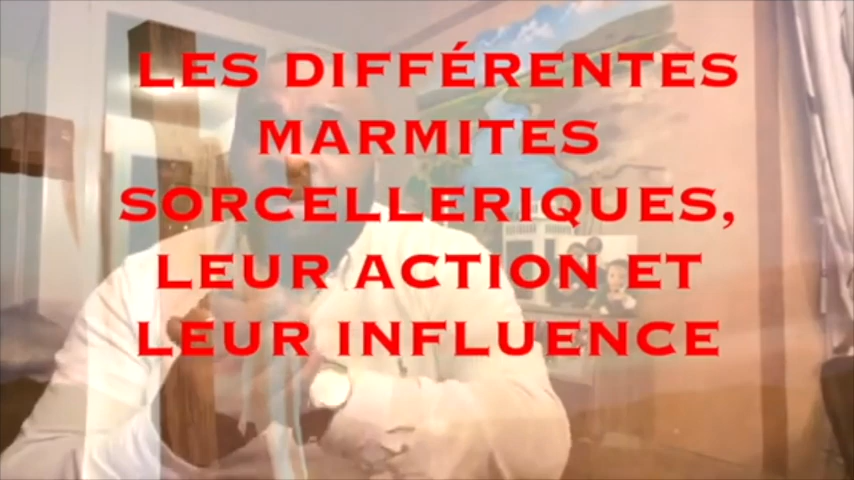 LES DIFFÉRENTES
MARMITES
SORCELLERIQUES,
LEUR ACTION ET
LEUR INFLUENCE